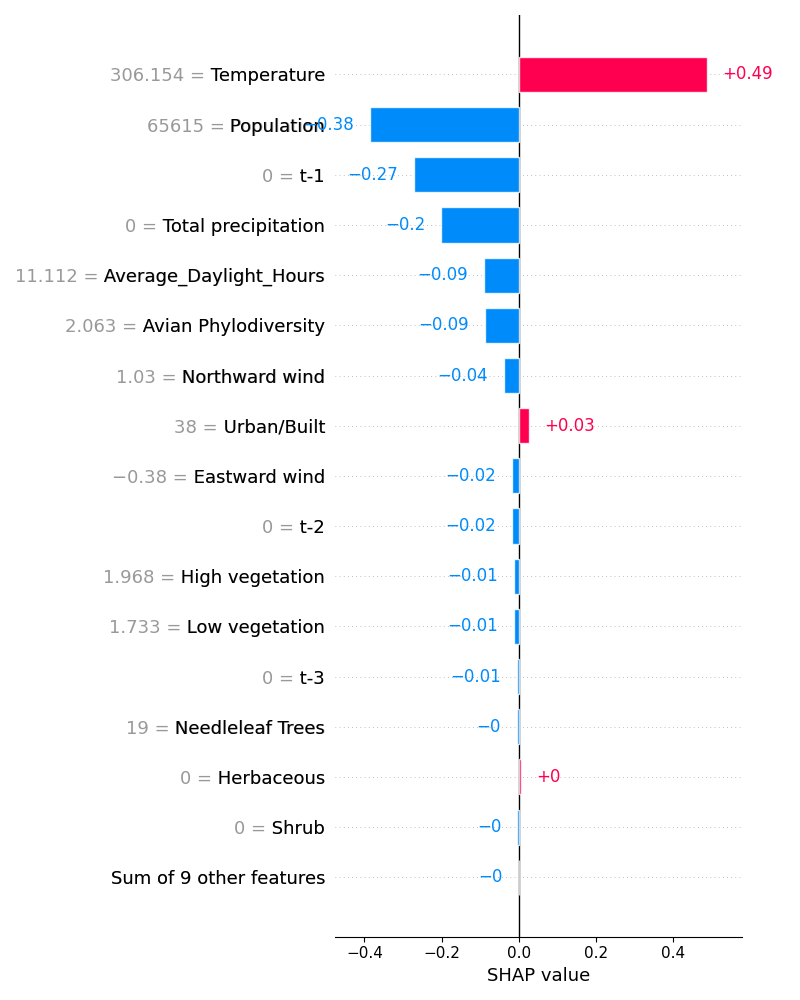 306.154 = Temperature +0.49
65615 = Population −0.38
0 = t-1 −0.27
0 = Total precipitation −0.2
11.112 = Average_Daylight_Hours −0.09
2.063 = Avian Phylodiversity −0.09
1.03 = Northward wind −0.04
38 = Urban/Built +0.03
−0.38 = Eastward wind −0.02
0 = t-2 −0.02
1.968 = High vegetation −0.01
1.733 = Low vegetation −0.01
0 = t-3 −0.01
19 = Needleleaf Trees −0
0 = Herbaceous +0
0 = Shrub −0
Sum of 9 other features −0
−0.4 −0.2 0.0 0.2 0.4
SHAP value